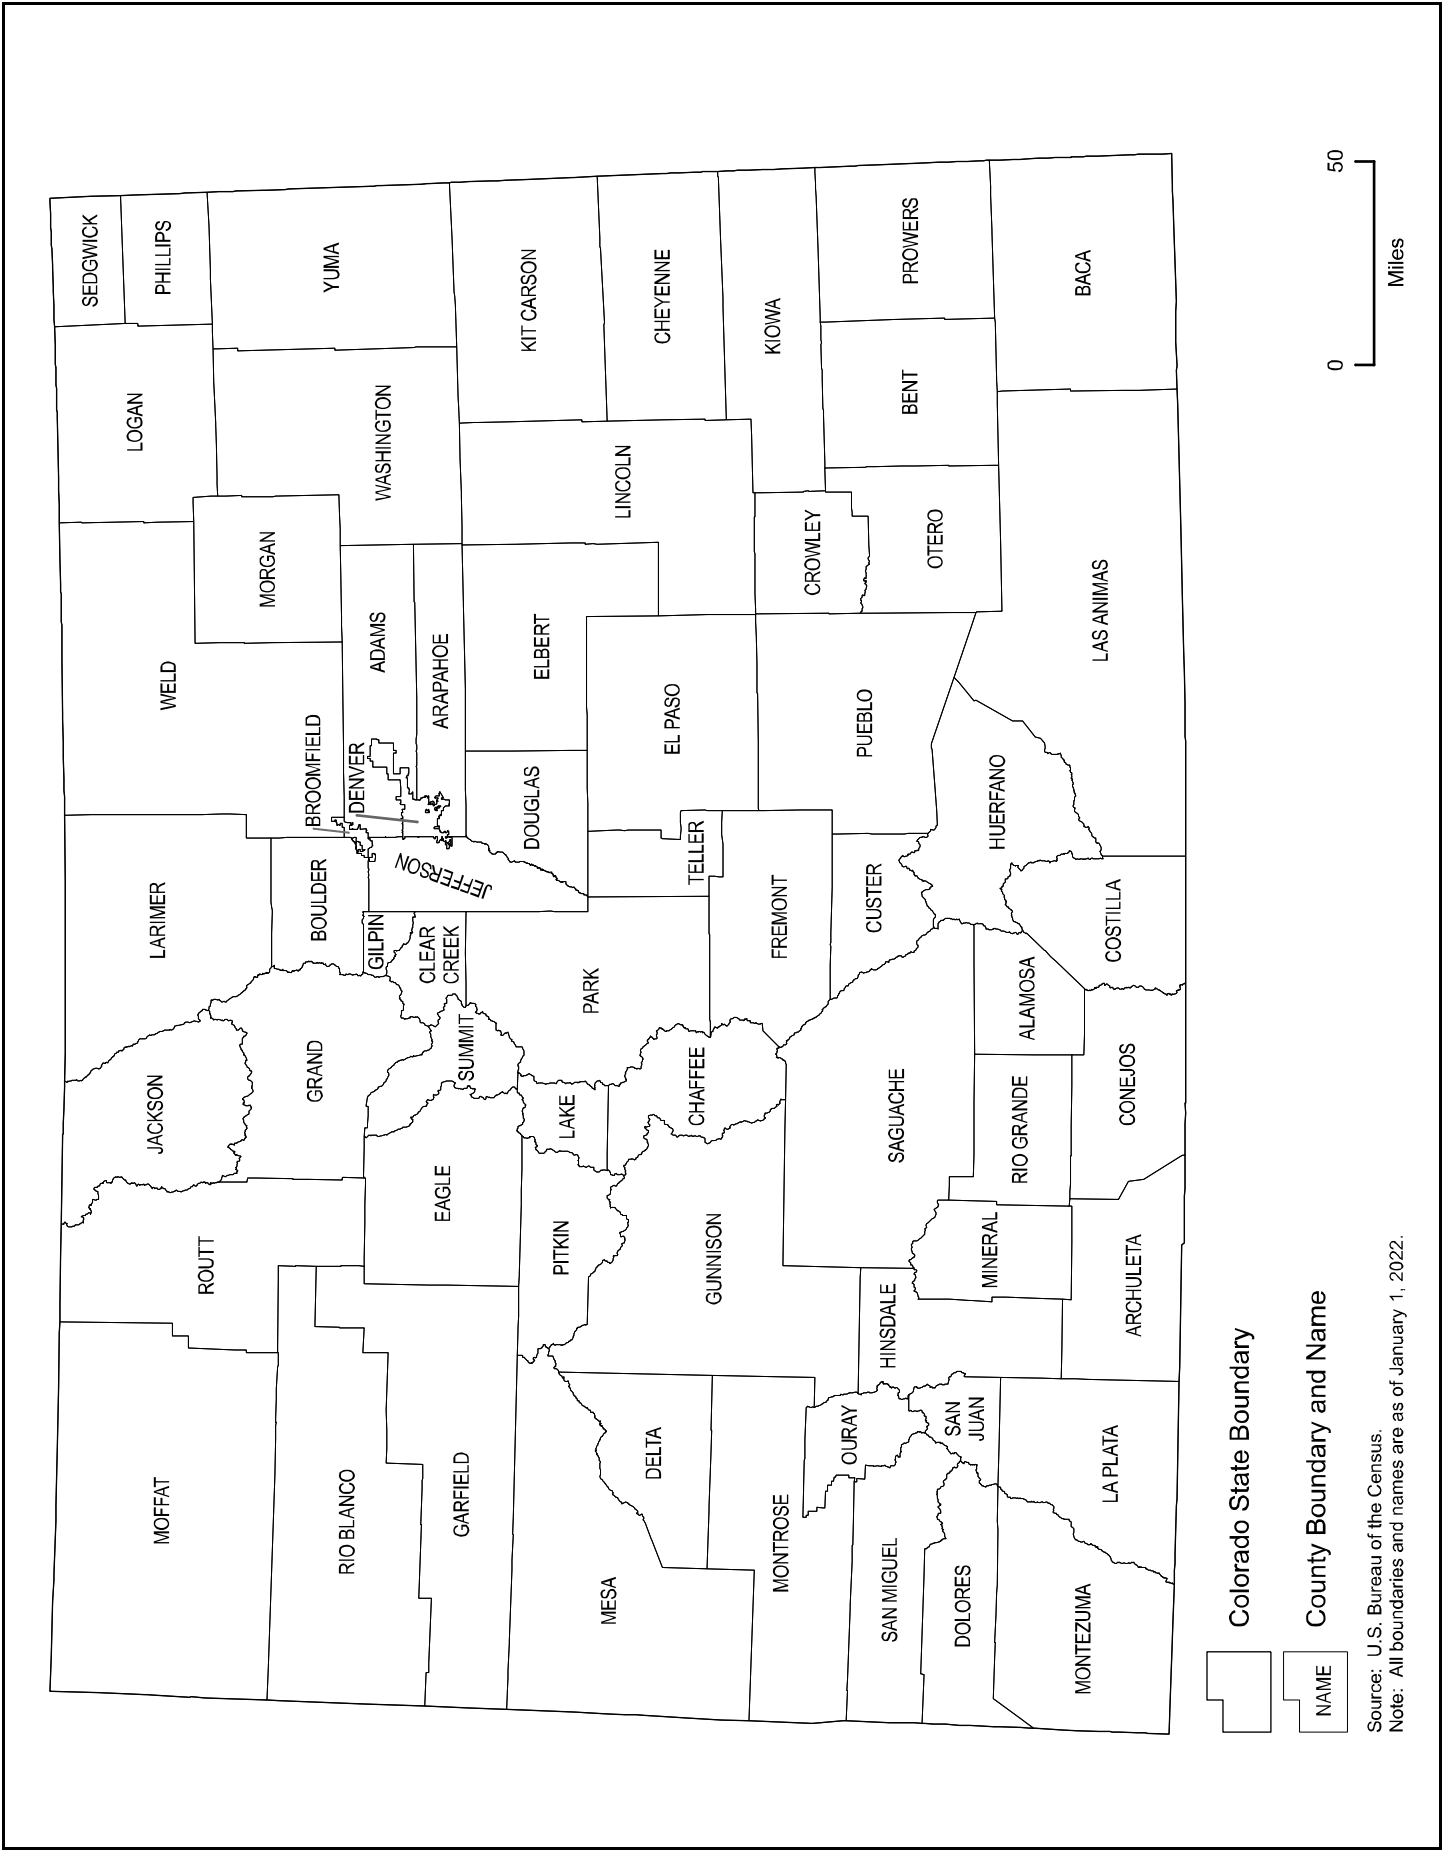 SEDGWICK
PHILLIPS
LOGAN
YUMA
WASHINGTON
MORGAN
WELD
LARIMER
JACKSON
ROUTT
MOFFAT
RIO BLANCO
GRAND
BOULDER
BROOMFIELD
GILPIN
CLEAR
CREEK
JEFFERSON
DENVER
ADAMS
ARAPAHOE
KIT CARSON
CHEYENNE
LINCOLN
ELBERT
DOUGLAS
PARK
SUMMIT
EAGLE
GARFIELD
MESA
PITKIN
LAKE
CHAFFEE
TELLER
EL PASO
KIOWA
CROWLEY
PROWERS
BENT
OTERO
PUEBLO
FREMONT
CUSTER
SAGUACHE
GUNNISON
DELTA
MONTROSE
OURAY
HINSDALE
SAN MIGUEL
DOLORES
SAN
JUAN
MINERAL
RIO GRANDE
ALAMOSA
HUERFANO
LAS ANIMAS
BACA
COSTILLA
CONEJOS
ARCHULETA
LA PLATA
MONTEZUMA
Colorado State Boundary
NAME
County Boundary and Name
Source: U.S. Bureau of the Census.
Note: All boundaries and names are as of January 1, 2022.
0 50
Miles